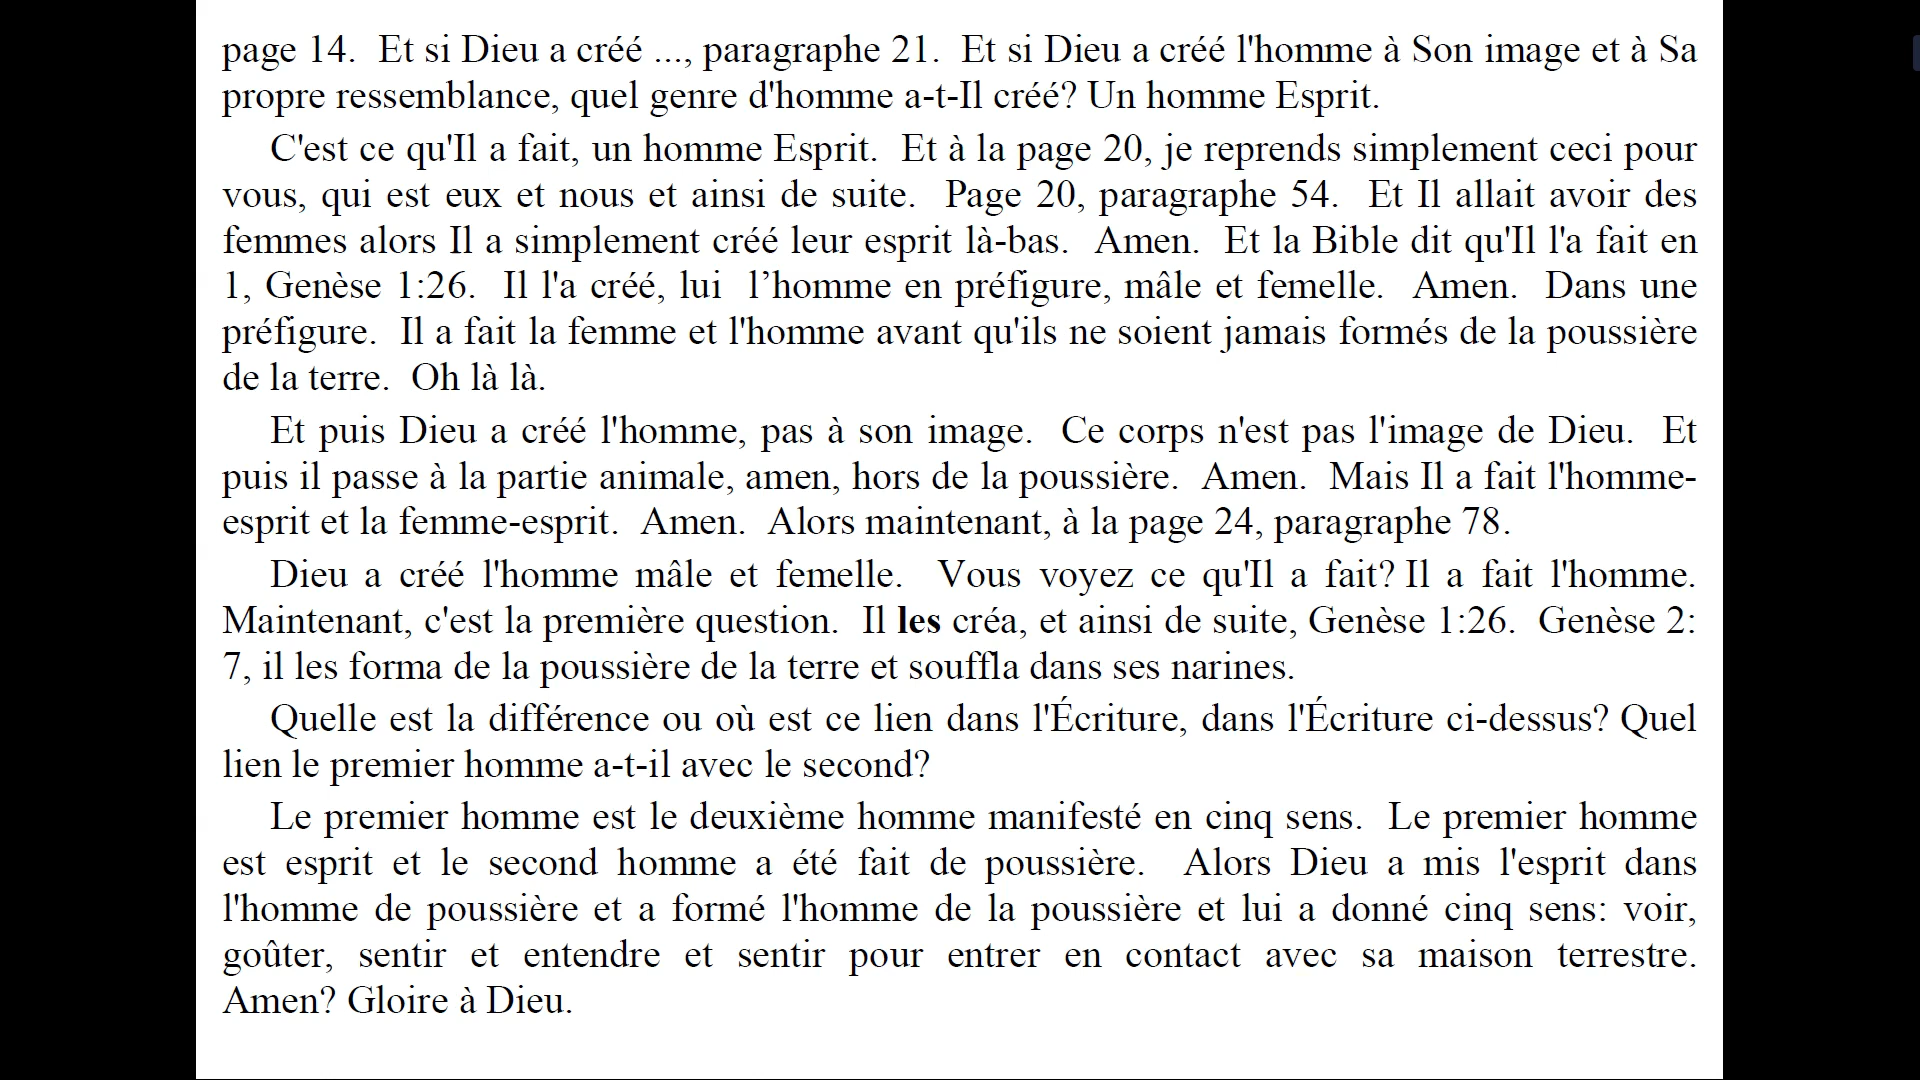 page 14.  Et si Dieu a créé ..., paragraphe 21.  Et si Dieu a créé l'homme à Son image et à Sa
propre ressemblance, quel genre d'homme a-t-Il créé? Un homme Esprit.
C'est ce qu'Il a fait, un homme Esprit.  Et à la page 20, je reprends simplement ceci pour
vous, qui est eux et nous et ainsi de suite.  Page 20, paragraphe 54.  Et Il allait avoir des
femmes alors Il a simplement créé leur esprit là-bas.  Amen.  Et la Bible dit qu'Il l'a fait en
1, Genèse 1:26.  Il l'a créé, lui  l’homme en préfigure, mâle et femelle.  Amen.  Dans une
préfigure.  Il a fait la femme et l'homme avant qu'ils ne soient jamais formés de la poussière
de la terre.  Oh là là.
Et puis Dieu a créé l'homme, pas à son image.  Ce corps n'est pas l'image de Dieu.  Et
puis il passe à la partie animale, amen, hors de la poussière.  Amen.  Mais Il a fait l'homme-
esprit et la femme-esprit.  Amen.  Alors maintenant, à la page 24, paragraphe 78.
Dieu a créé l'homme mâle et femelle.  Vous voyez ce qu'Il a fait? Il a fait l'homme.
Maintenant, c'est la première question.  Il les créa, et ainsi de suite, Genèse 1:26.  Genèse 2:
7, il les forma de la poussière de la terre et souffla dans ses narines.
Quelle est la différence ou où est ce lien dans l'Écriture, dans l'Écriture ci-dessus? Quel
lien le premier homme a-t-il avec le second?
Le premier homme est le deuxième homme manifesté en cinq sens.  Le premier homme
est esprit et le second homme a été fait de poussière.  Alors Dieu a mis l'esprit dans
l'homme de poussière et a formé l'homme de la poussière et lui a donné cinq sens: voir,
goûter, sentir et entendre et sentir pour entrer en contact avec sa maison terrestre.
Amen? Gloire à Dieu.